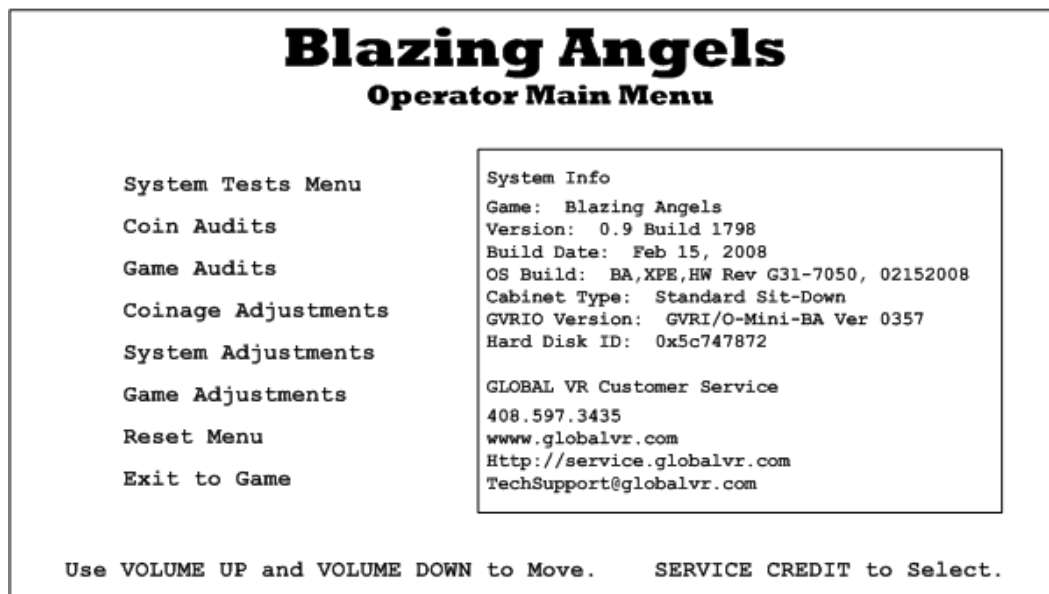 Blazing Angels
Operator Main Menu
System Tests Menu
Coin Audits
Game Audits
Coinage Adjustments
System Adjustments
Game Adjustments
Reset Menu
Exit to Game
System Info
Game: Blazing Angels
Version: 0.9 Build 1798
Build Date: Feb 15, 2008
OS Build: BA,XPE,HW Rev G31-7050, 02152008
Cabinet Type: Standard Sit-Down
GVRIO Version: GVRI/O-Mini-BA Ver 0357
Hard Disk ID: 0x5c747872
GLOBAL VR Customer Service
408.597.3435
wwww.globalvr.com
Http://service.globalvr.com
TechSupport@globalvr.com
Use VOLUME UP and VOLUME DOWN to Move. SERVICE CREDIT to Select.